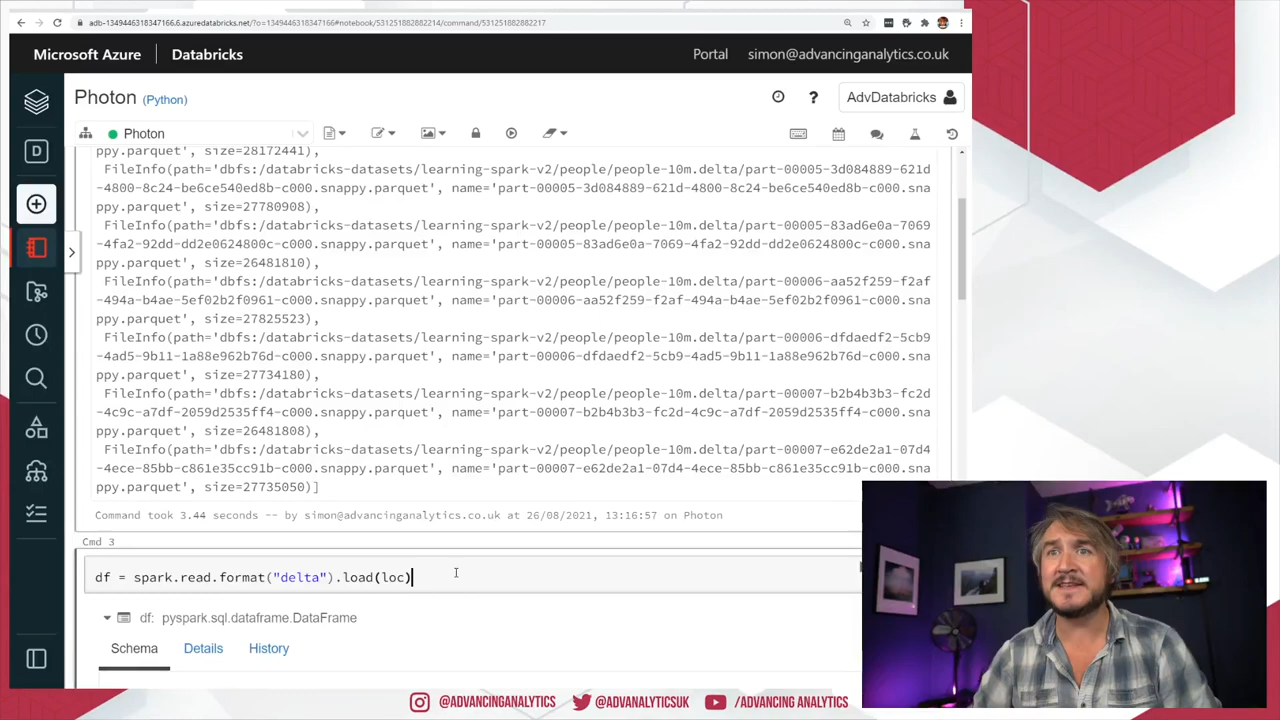 adb-1349446318347166.6.azuredatabricks.net/?o=1349446318347166#notebook/531251882882214/command/531251882882217
Microsoft Azure
Databricks
Portal
simon@advancinganalytics.co.uk
D
Photon (Python)
? AdvDatabricks
Photon
ppy.parquet', size=28172441),
FileInfo(path='dbfs:/databricks-datasets/learning-spark-v2/people/people-10m.delta/part-00005-3d084889-621d
-4800-8c24-be6ce540ed8b-c000.snappy.parquet', name='part-00005-3d084889-621d-4800-8c24-be6ce540ed8b-c000.sna
ppy.parquet', size=27780908),
FileInfo(path='dbfs:/databricks-datasets/learning-spark-v2/people/people-10m.delta/part-00005-83ad6e0a-7069
-4fa2-92dd-dd2e0624800c-c000.snappy.parquet', name='part-00005-83ad6e0a-7069-4fa2-92dd-dd2e0624800c-c000.sna
ppy.parquet', size=26481810),
FileInfo(path='dbfs:/databricks-datasets/learning-spark-v2/people/people-10m.delta/part-00006-aa52f259-f2af
-494a-b4ae-5ef02b2f0961-c000.snappy.parquet', name='part-00006-aa52f259-f2af-494a-b4ae-5ef02b2f0961-c000.sna
ppy.parquet', size=27825523),
FileInfo(path='dbfs:/databricks-datasets/learning-spark-v2/people/people-10m.delta/part-00006-dfdaedf2-5cb9
-4ad5-9b11-1a88e962b76d-c000.snappy.parquet', name='part-00006-dfdaedf2-5cb9-4ad5-9b11-1a88e962b76d-c000.sna
ppy.parquet', size=27734180),
FileInfo(path='dbfs:/databricks-datasets/learning-spark-v2/people/people-10m.delta/part-00007-b2b4b3b3-fc2d
-4c9c-a7df-2059d2535ff4-c000.snappy.parquet', name='part-00007-b2b4b3b3-fc2d-4c9c-a7df-2059d2535ff4-c000.sna
ppy.parquet', size=26481808),
FileInfo(path='dbfs:/databricks-datasets/learning-spark-v2/people/people-10m.delta/part-00007-e62de2a1-07d4
-4ece-85bb-c861e35cc91b-c000.snappy.parquet', name='part-00007-e62de2a1-07d4-4ece-85bb-c861e35cc91b-c000.sna
ppy.parquet', size=27735050)]
Command took 3.44 seconds -- by simon@advancinganalytics.co.uk at 26/08/2021, 13:16:57 on Photon
Cmd 3
df = spark.read.format("delta").load(loc)
df: pyspark.sql.dataframe.DataFrame
Schema Details History
@ADVANCINGANALYTICS @ADVANALYTICSUK /ADVANCING ANALYTICS